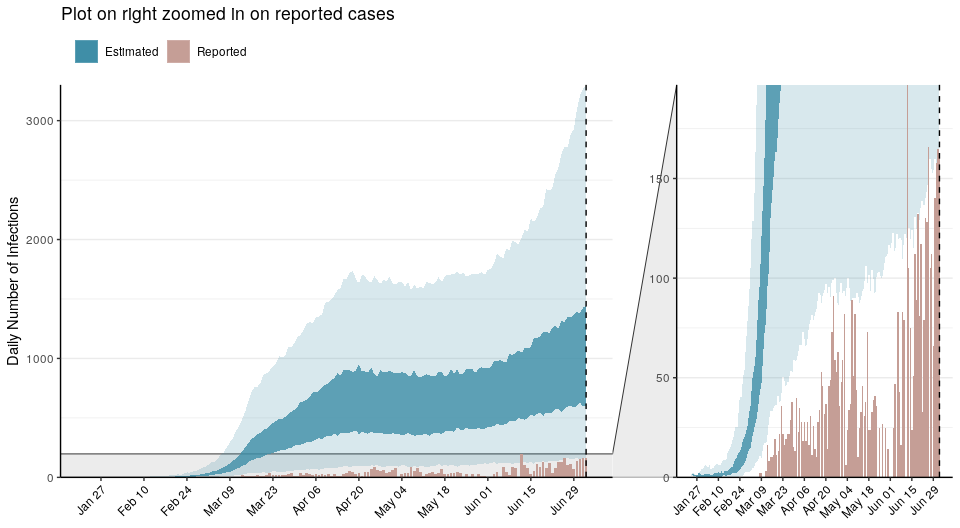 Plot on right zoomed in on reported cases
Estimated Reported
Daily Number of Infections
3000
2000
1000
0
Jan 27 Feb 10 Feb 24 Mar 09 Mar 23 Apr 06 Apr 20 May 04 May 18 Jun 01 Jun 15 Jun 29
150
100
50
0
Jan 27 Feb 10 Feb 24 Mar 09 Mar 23 Apr 06 Apr 20 May 04 May 18 Jun 01 Jun 15 Jun 29